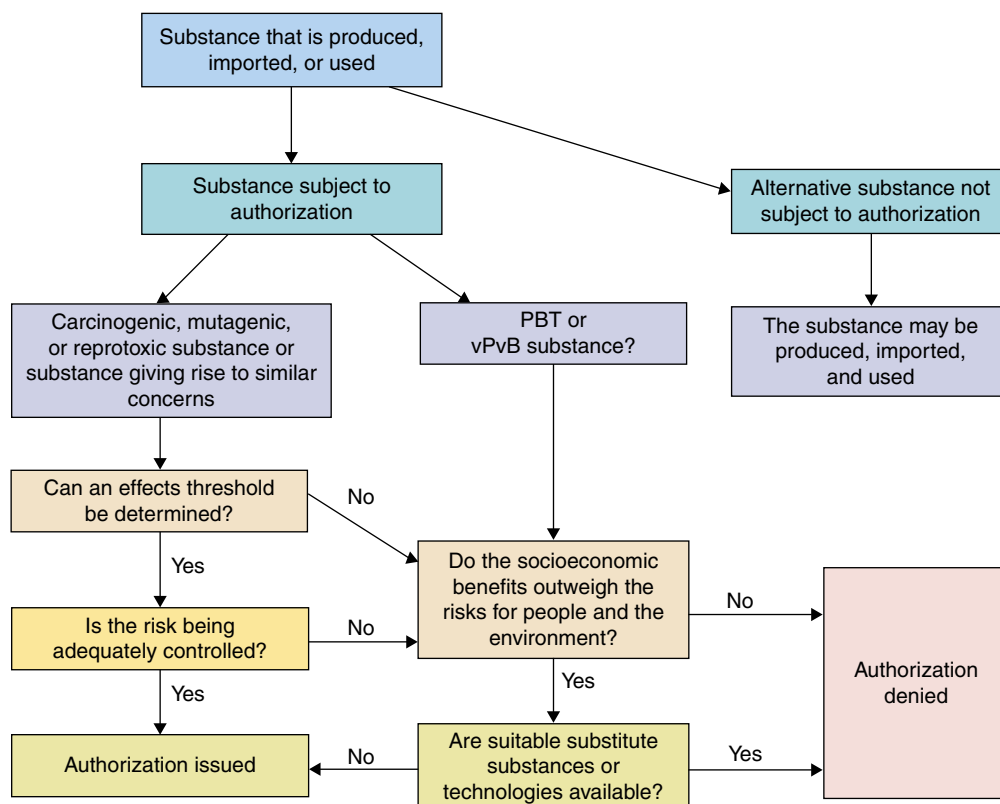 Substance that is produced,
imported, or used
Substance subject to
authorization
Alternative substance not
subject to authorization
Carcinogenic, mutagenic,
or reprotoxic substance or
substance giving rise to similar
concerns
PBT or
vPvB substance?
The substance may be
produced, imported,
and used
Can an effects threshold
be determined?
No
Yes
Do the socioeconomic
benefits outweigh the
risks for people and the
environment?
No
Is the risk being
adequately controlled?
No
Yes
Yes
Authorization
denied
Authorization issued
No
Are suitable substitute
substances or
technologies available?
Yes